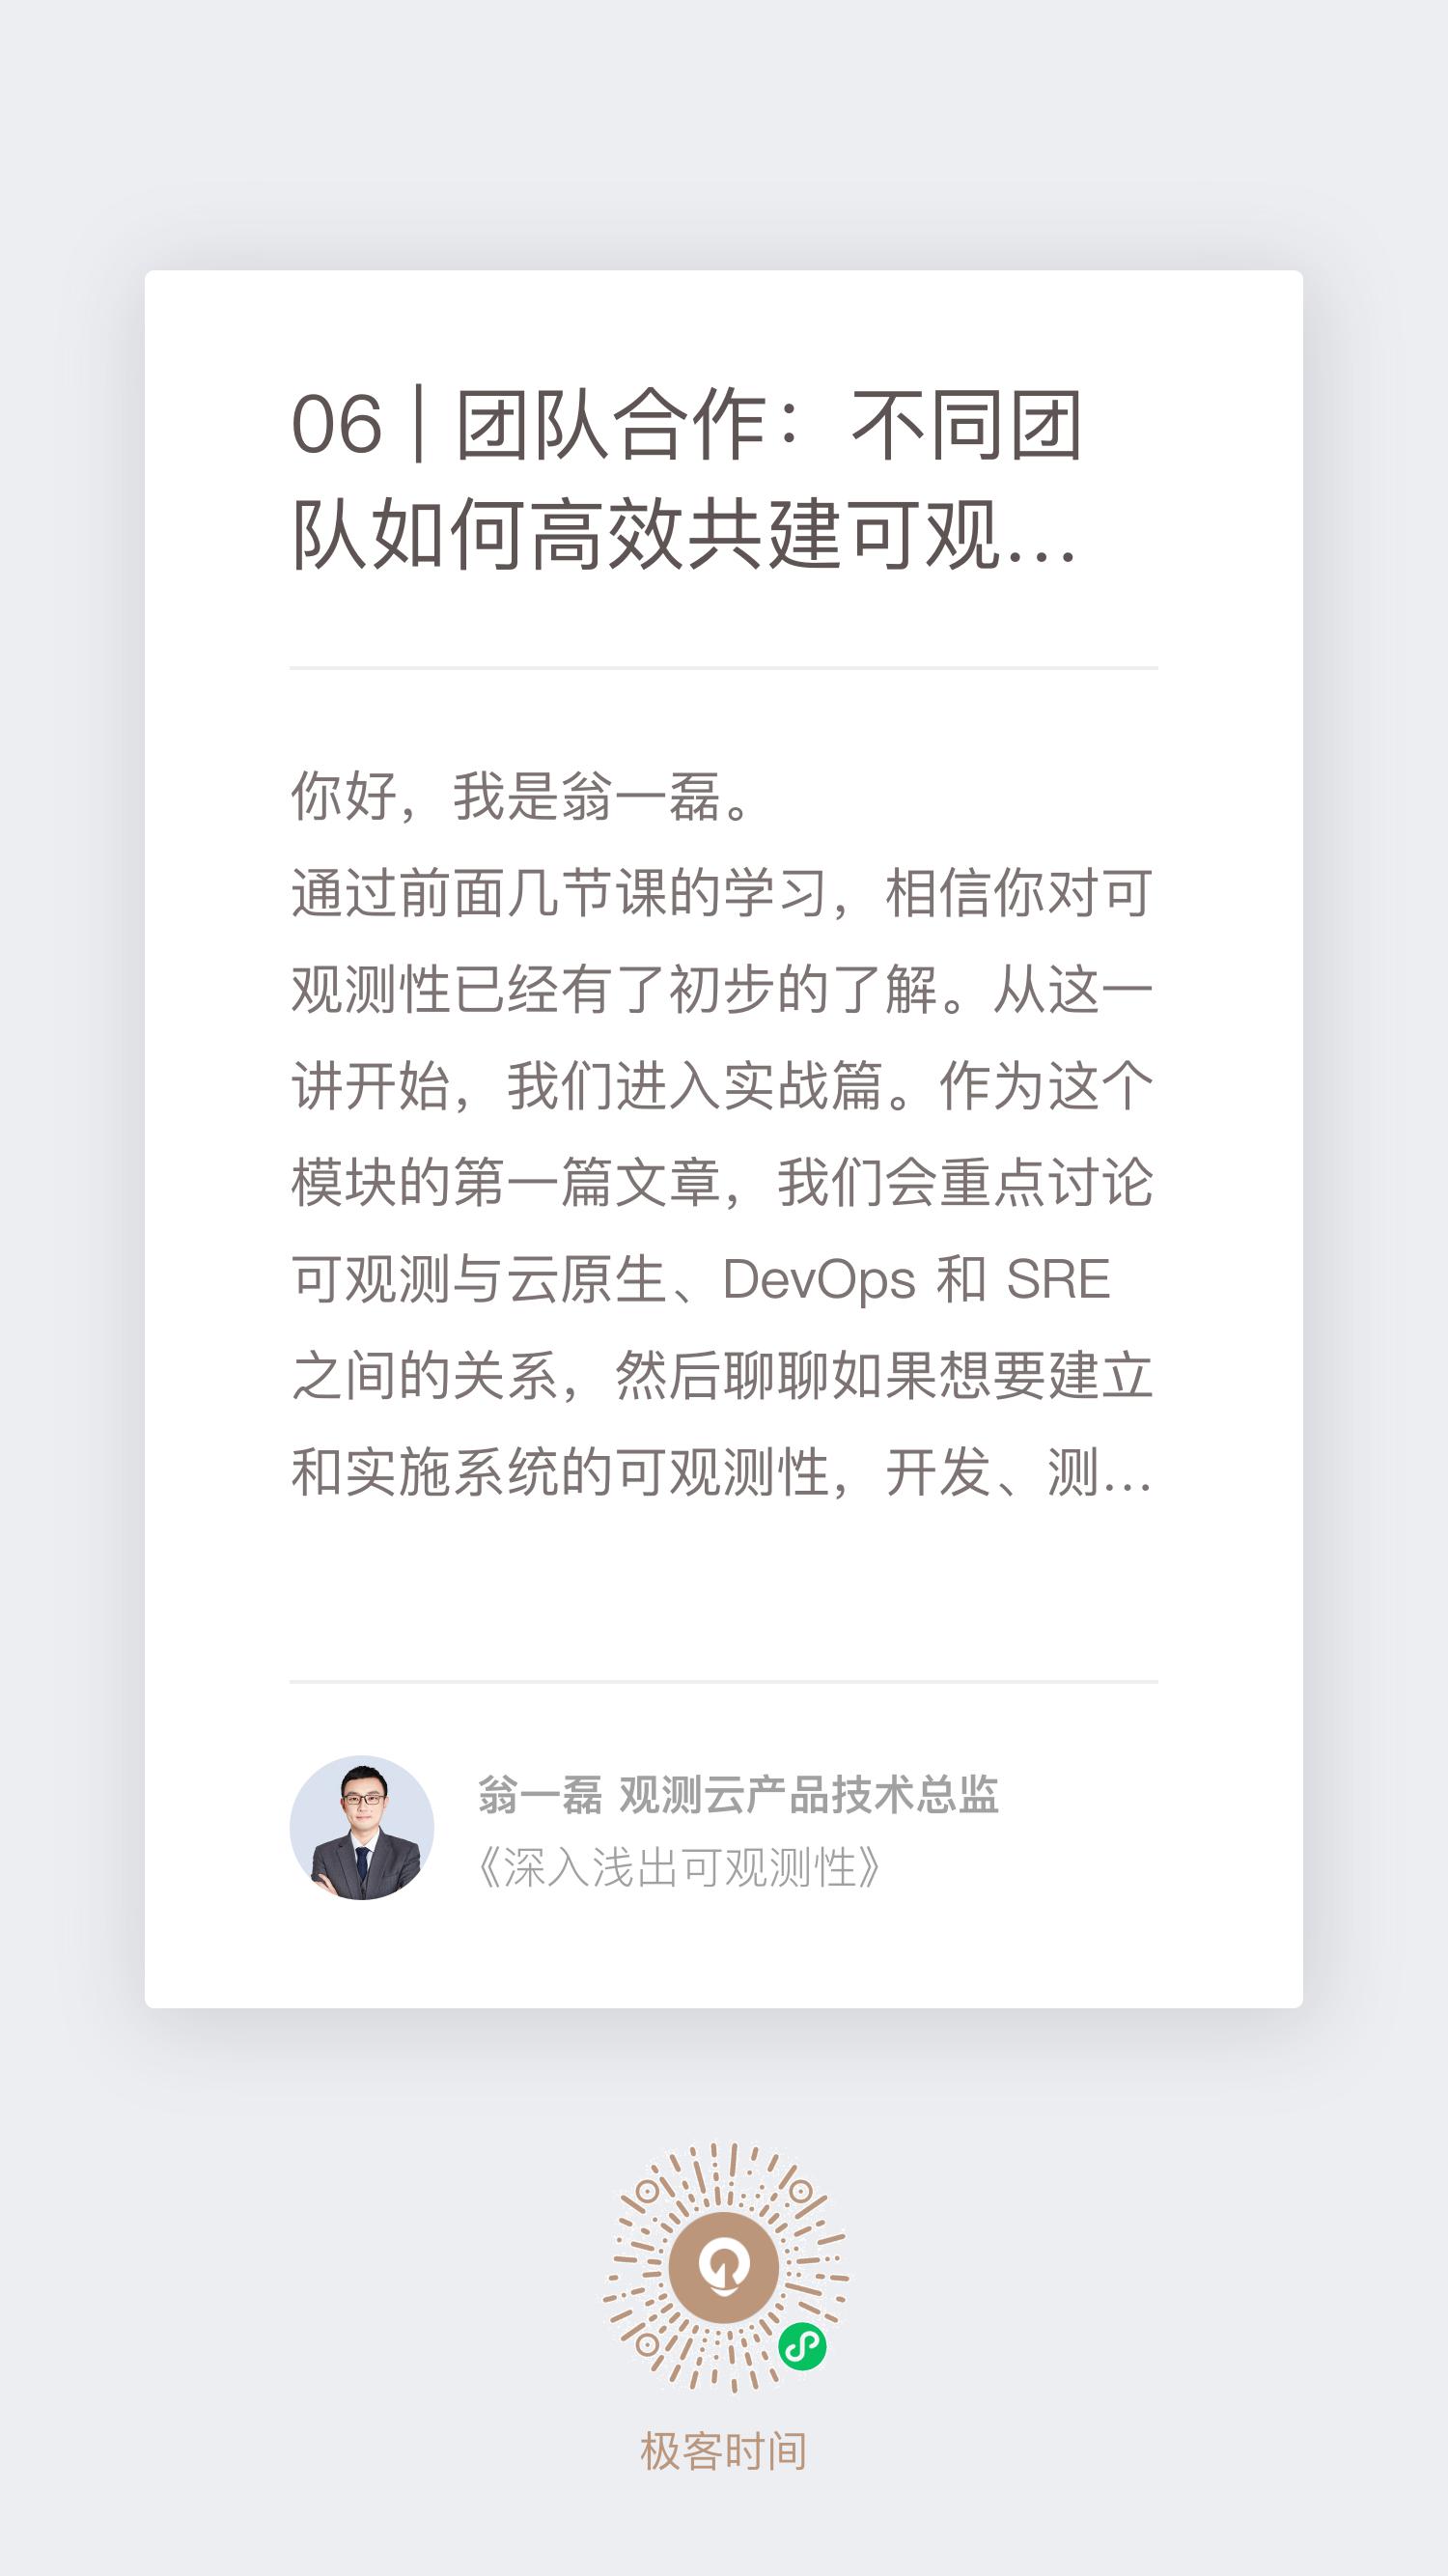 06 | 团队合作：不同团
队如何高效共建可观...
你好，我是翁一磊。
通过前面几节课的学习，相信你对可
观测性已经有了初步的了解。从这一
讲开始，我们进入实战篇。作为这个
模块的第一篇文章，我们会重点讨论
可观测与云原生、DevOps 和 SRE
之间的关系，然后聊聊如果想要建立
和实施系统的可观测性，开发、测...
翁一磊 观测云产品技术总监
《深入浅出可观测性》
极客时间